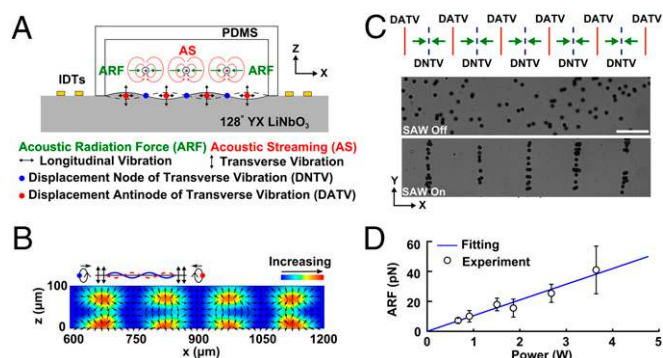 A
PDMS
AS
ARF
ARF
Z
X
IDTs
128° YX LiNbO3
Acoustic Radiation Force (ARF) Acoustic Streaming (AS)
Longitudinal Vibration Transverse Vibration
Displacement Node of Transverse Vibration (DNTV)
Displacement Antinode of Transverse Vibration (DATV)
B
Increasing
100
z (µm)
0
600 750 900 1050 1200
x (µm)
C
DATV DATV DATV DATV DATV DATV
DNTV DNTV DNTV DNTV DNTV
SAW Off
SAW On
Y
X
D
60
40
20
0
ARF (pN)
Fitting
Experiment
0 1 2 3 4 5
Power (W)